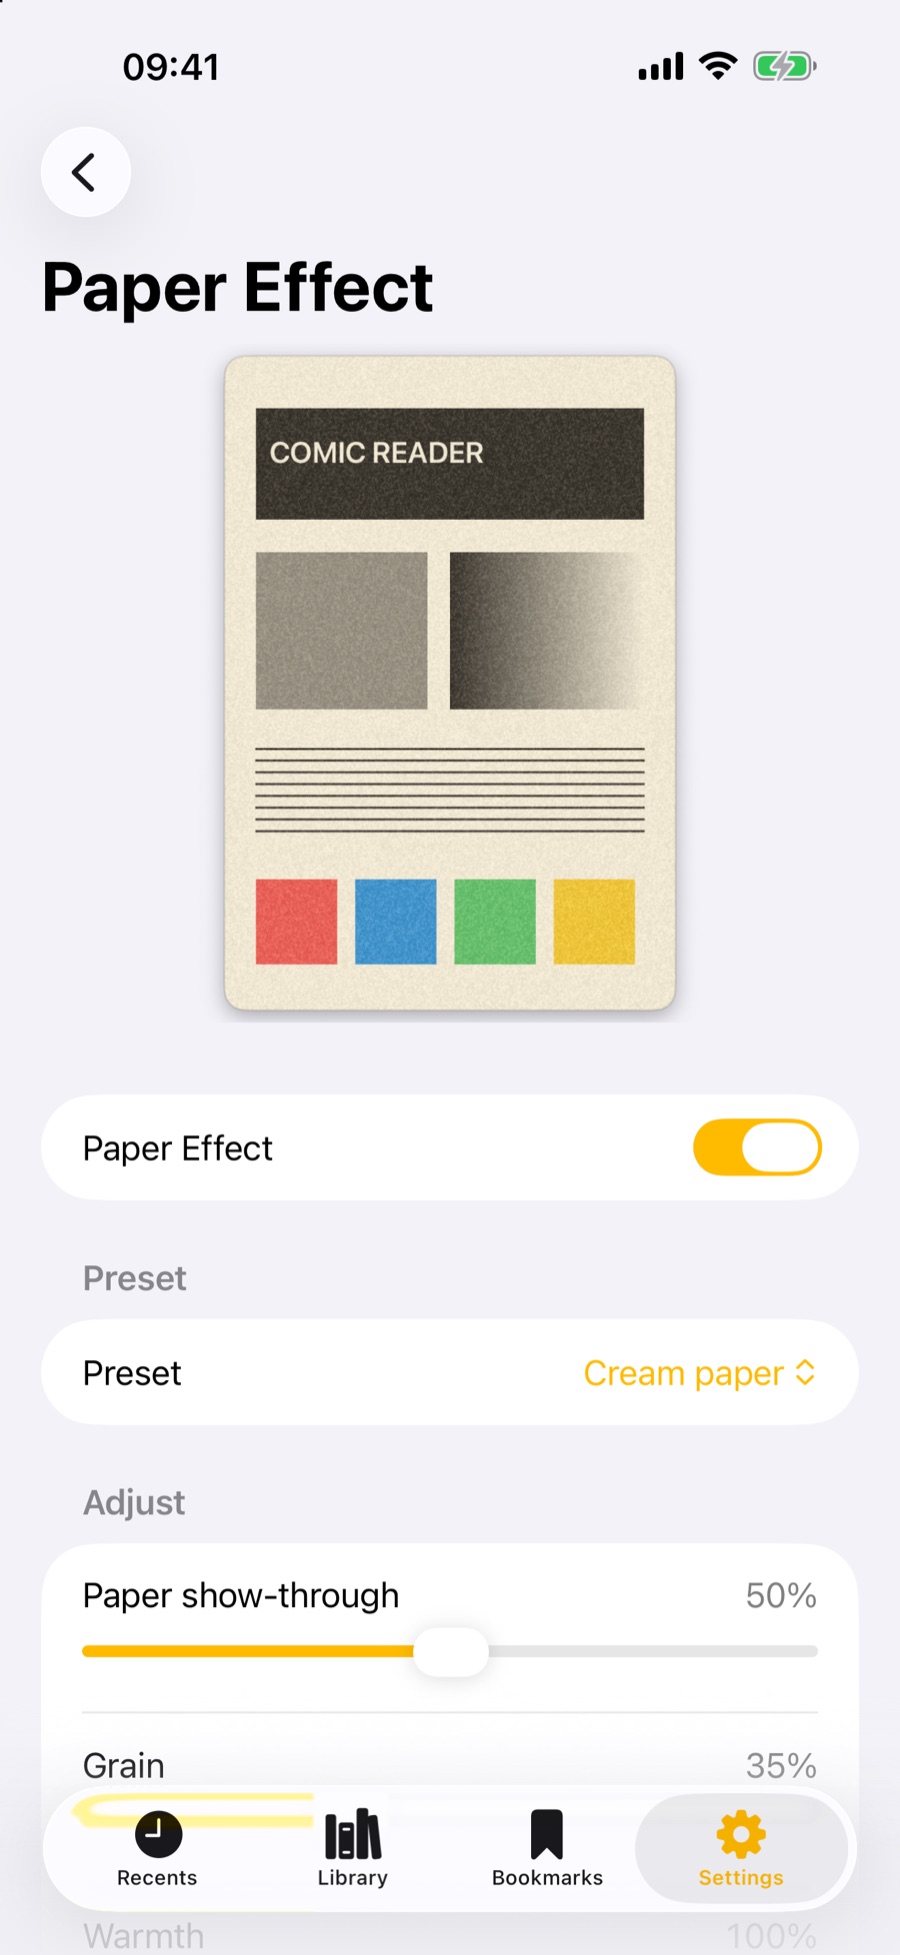 09:41
Paper Effect
COMIC READER
Paper Effect
Preset
Preset Cream paper
Adjust
Paper show-through 50%
Grain 35%
Recents Library Bookmarks Settings
Warmth 100%